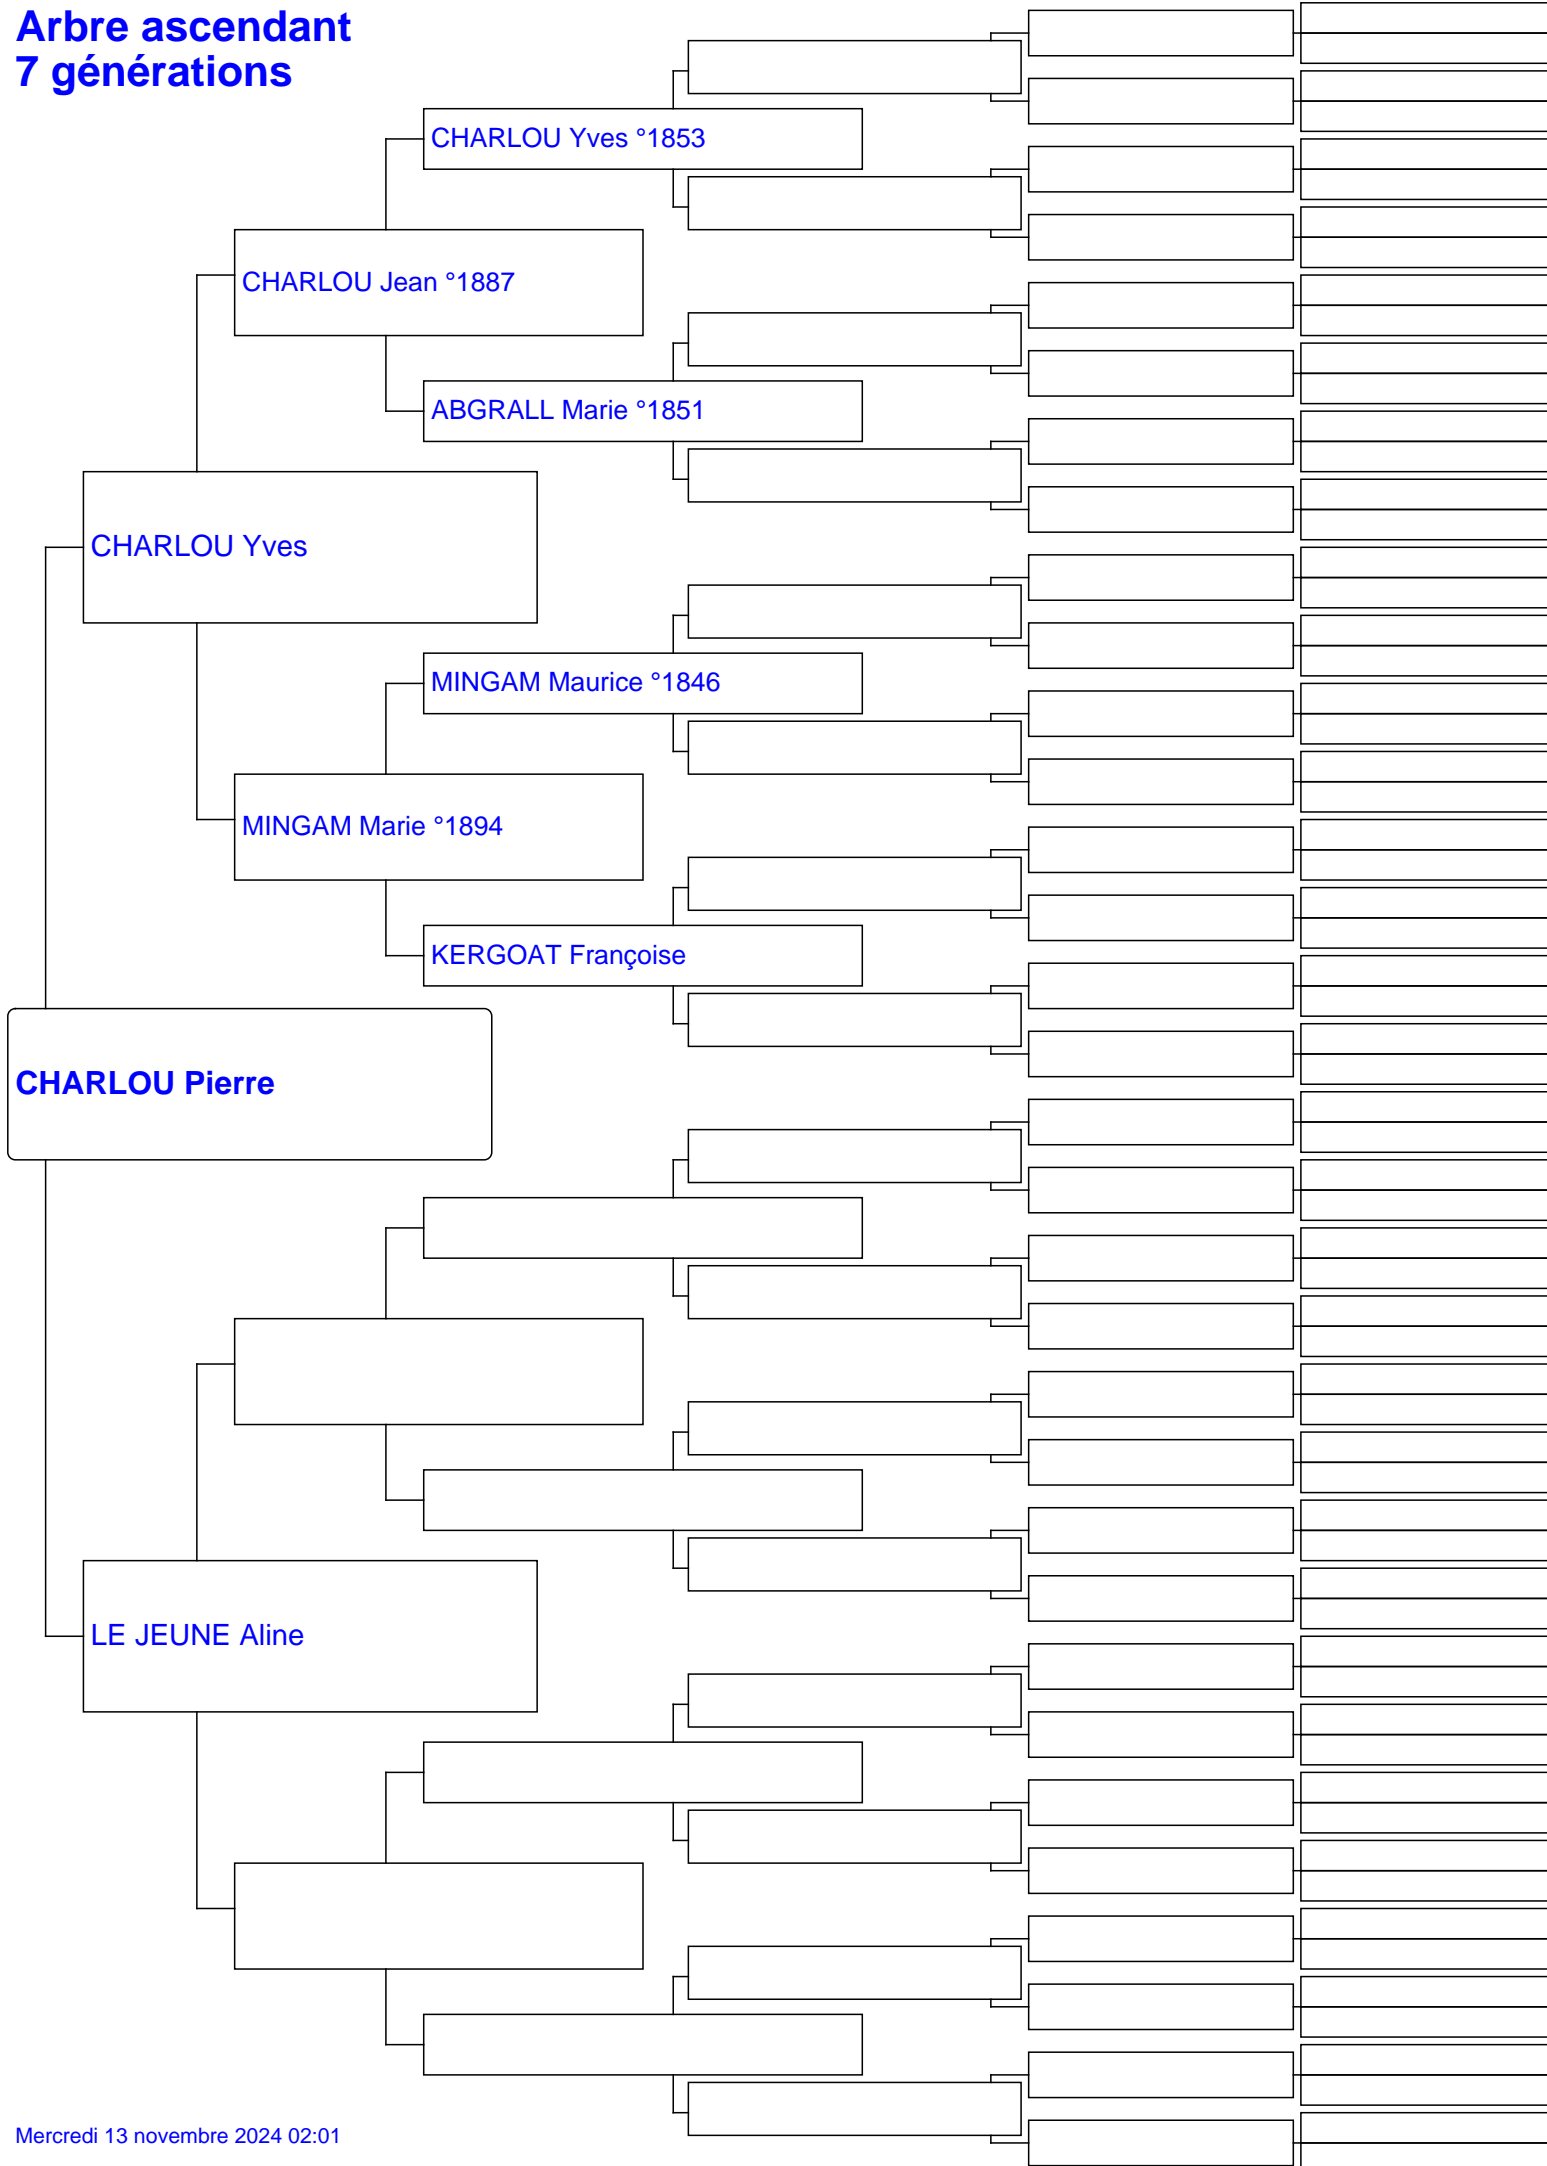 Arbre ascendant
7 générations
CHARLOU Yves °1853
CHARLOU Jean °1887
ABGRALL Marie °1851
CHARLOU Yves
MINGAM Maurice °1846
MINGAM Marie °1894
KERGOAT Françoise
CHARLOU Pierre
LE JEUNE Aline
Mercredi 13 novembre 2024 02:01